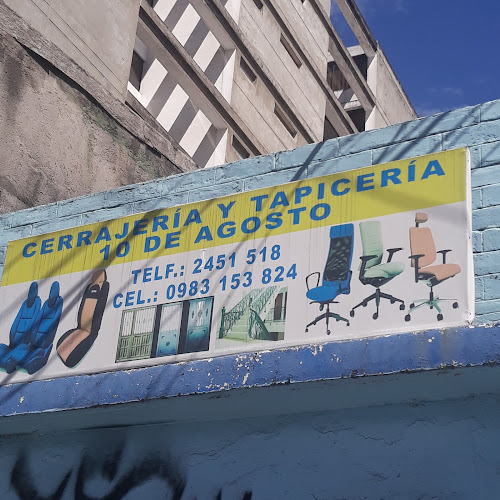 CERRAJERÍA Y TAPICERÍA
10 DE AGOSTO
TELF.: 2451 518
CEL.: 0983 153 824